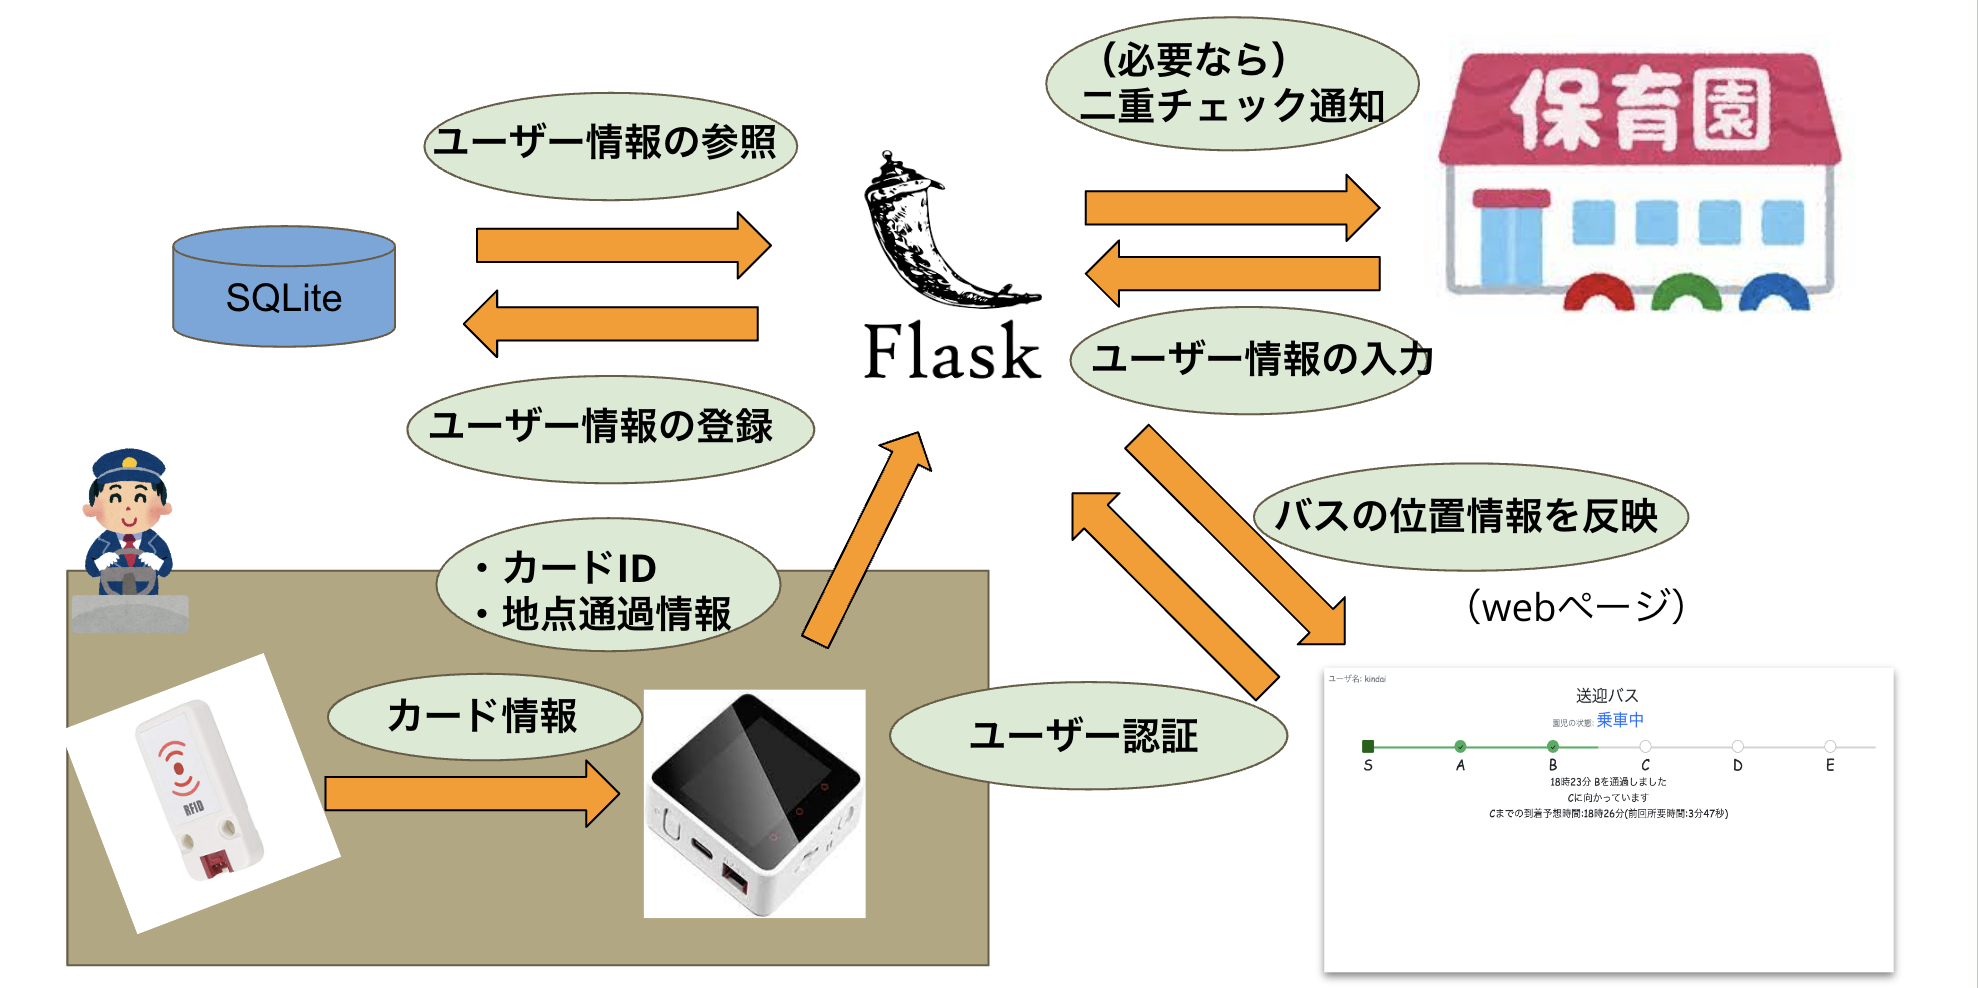 （必要なら）
二重チェック通知
保育園
ユーザー情報の参照
SQLite
Flask
ユーザー情報の入力
ユーザー情報の登録
バスの位置情報を反映
・カードID
・地点通過情報
（webページ）
カード情報
ユーザー認証
RFID
ユーザ名: kindai
送迎バス
園児の状態: 乗車中
S A B C D E
18時23分 Bを通過しました
Cに向かっています
Cまでの到着予想時間:18時26分(前回所要時間:3分47秒)